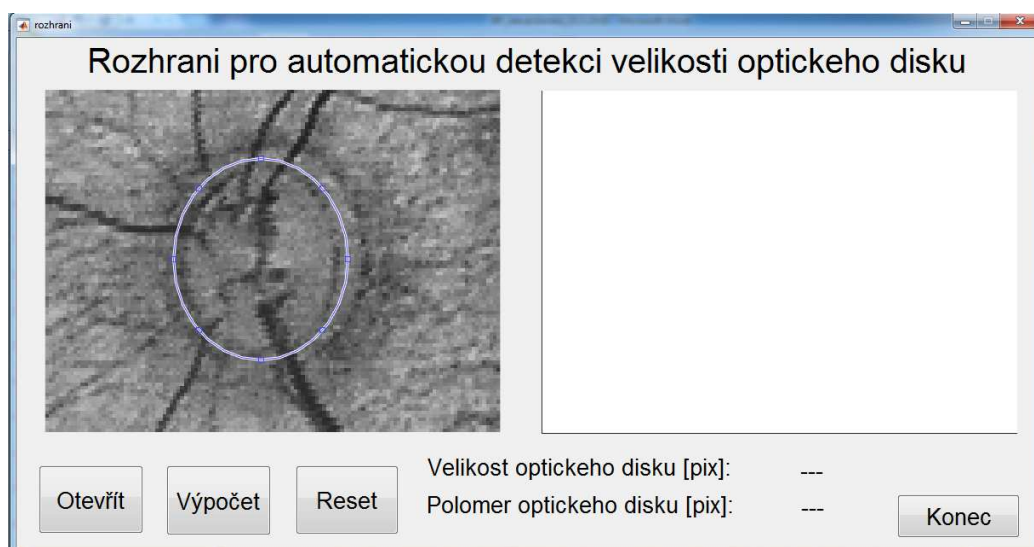 rozhrani
Rozhrani pro automatickou detekci velikosti optickeho disku
Velikost optickeho disku [pix]: ---
Otevřít Výpočet Reset Polomer optickeho disku [pix]: ---
Konec